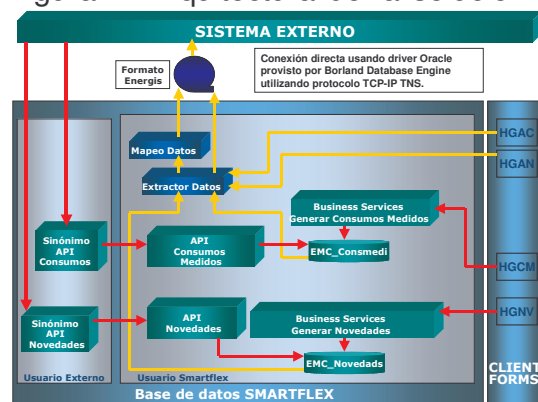 SISTEMA EXTERNO
Formato
Energis
Conexión directa usando driver Oracle
provisto por Borland Database Engine
utilizando protocolo TCP-IP TNS.
HGAC
HGAN
Mapeo Datos
Extractor Datos
Business Services
Generar Consumos Medidos
Sinónimo
API
Consumos
API
Consumos
Medidos
EMC_Consmedi
HGCM
HGNV
Sinónimo
API
Novedades
API
Novedades
Business Services
Generar Novedades
EMC_Novedads
Usuario Externo
Usuario Smartflex
CLIENT
FORMS
Base de datos SMARTFLEX